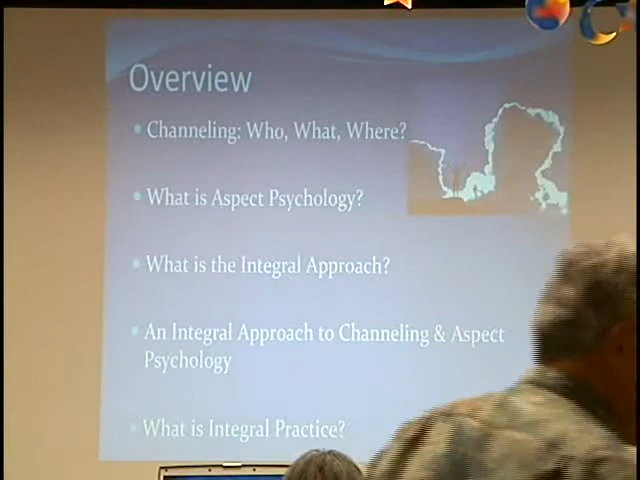 Overview
• Channeling: Who, What, Where?
• What is Aspect Psychology?
• What is the Integral Approach?
• An Integral Approach to Channeling & Aspect
Psychology
• What is Integral Practice?